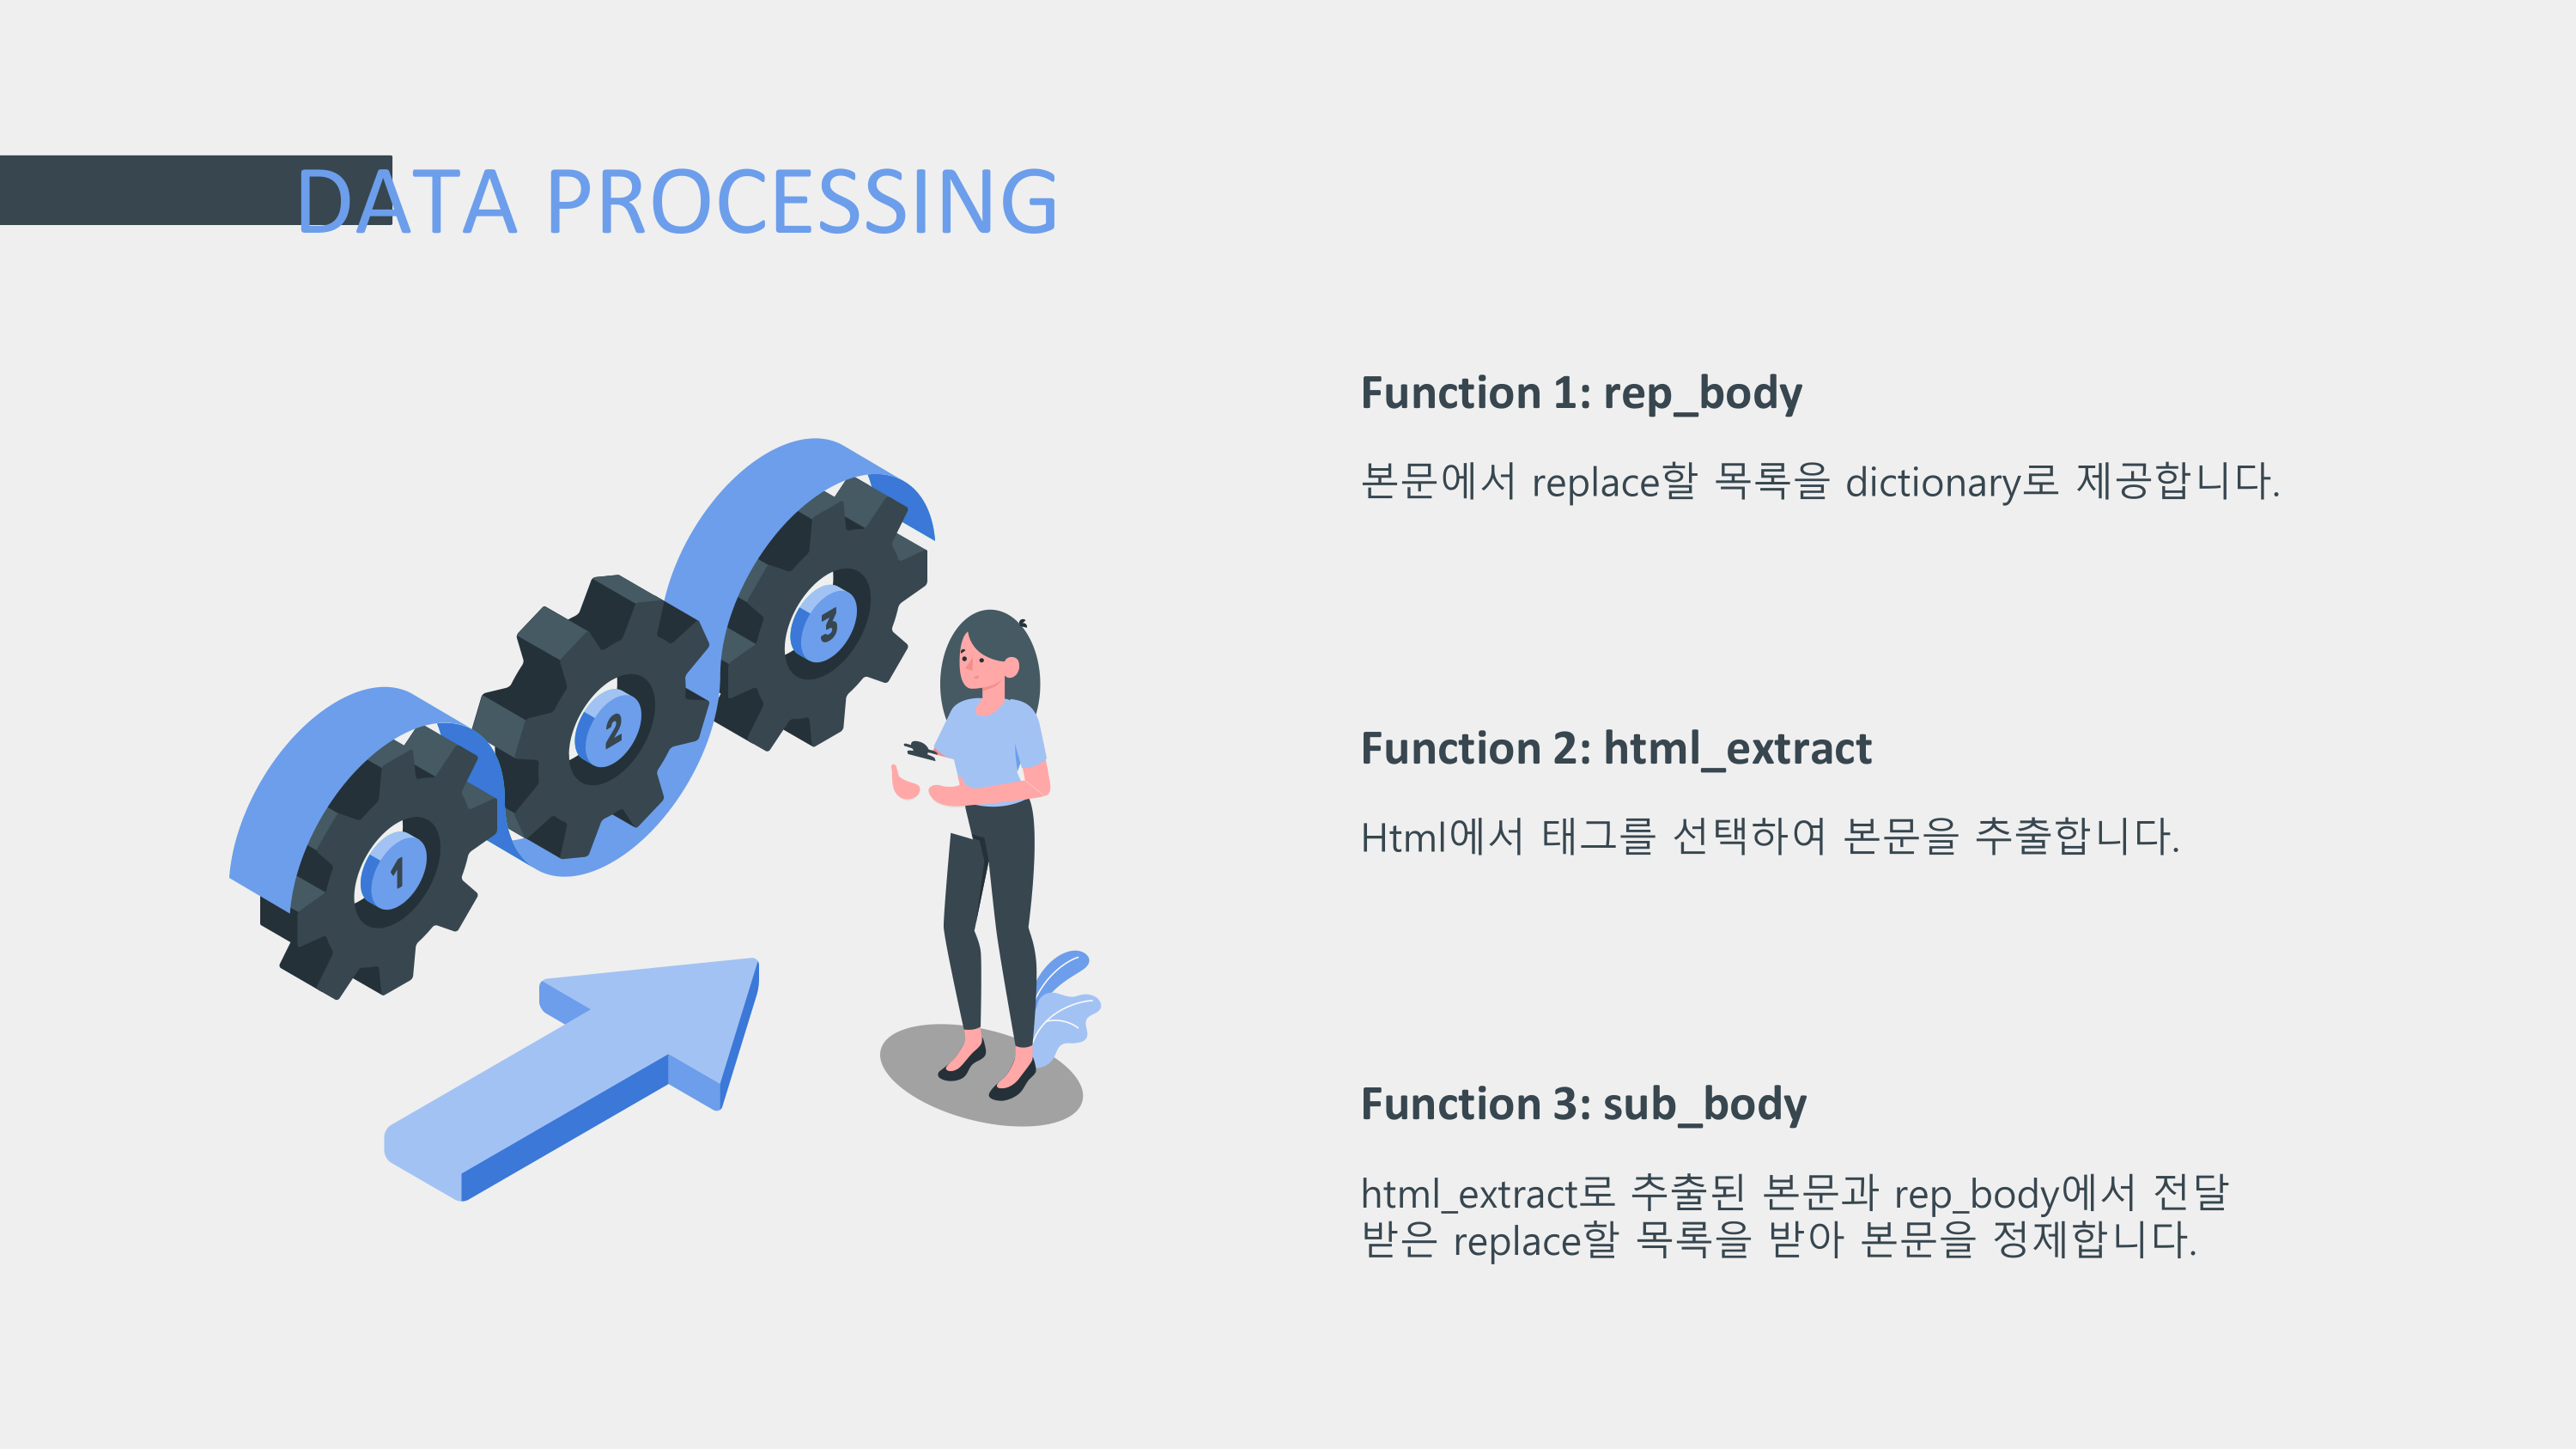 DATA PROCESSING
Function 1: rep_body
본문에서 replace할 목록을 dictionary로 제공합니다.
Function 2: html_extract
Html에서 태그를 선택하여 본문을 추출합니다.
Function 3: sub_body
html_extract로 추출된 본문과 rep_body에서 전달
받은 replace할 목록을 받아 본문을 정제합니다.
1
2
3